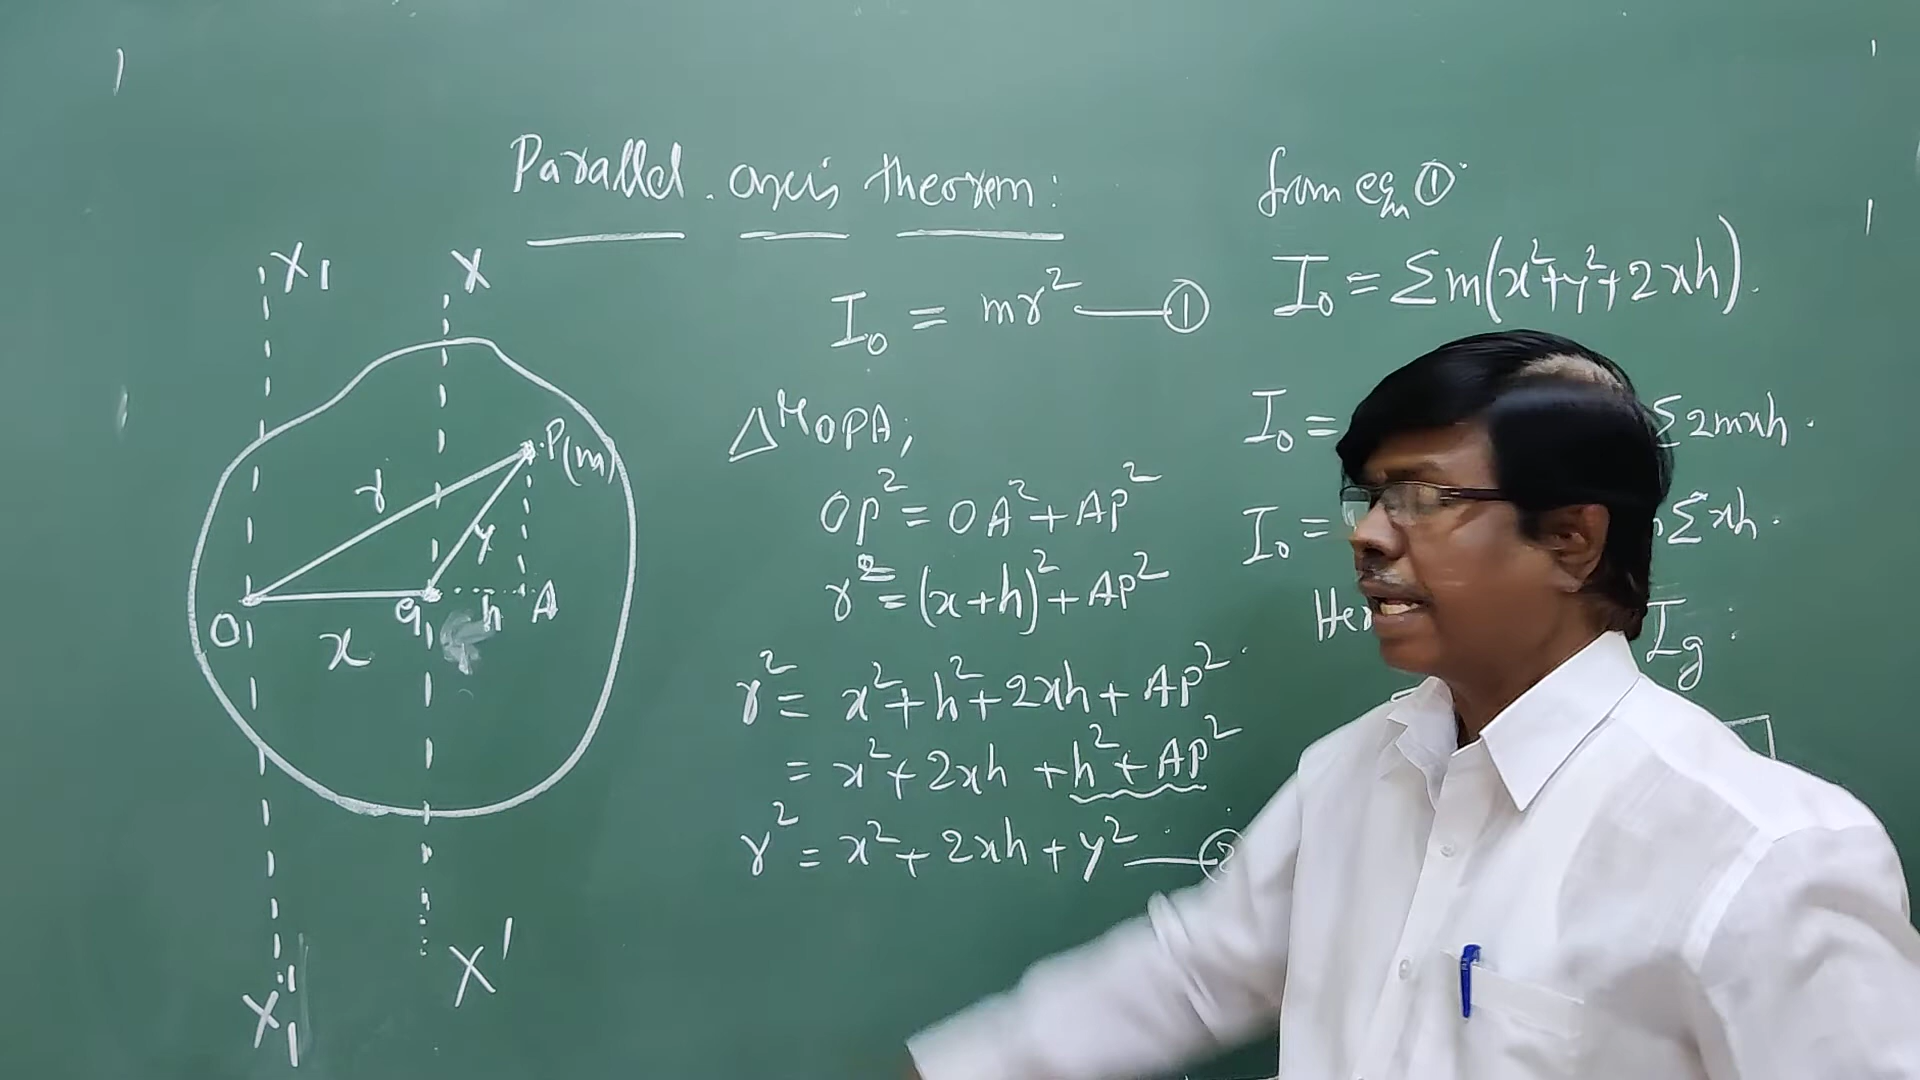 Parallel axis theorem:
I₀ = mr² —— ①
ΔˡᵉOPA;
OP² = OA² + AP²
r² = (x+h)² + AP²
r² = x² + h² + 2xh + AP²
= x² + 2xh + h² + AP²
r² = x² + 2xh + y² —— ②
from eqn ①
I₀ = Σm(x²+y²+2xh).
I₀ = Σ2mxh.
I₀ = Σxh.
Ig
X₁
X
P(m)
r
y
O
x
G
h
A
X'
X₁'